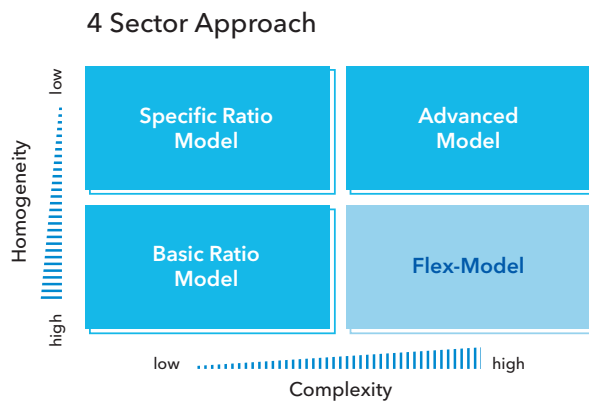 4 Sector Approach
low
Homogeneity
high
Specific Ratio
Model
Advanced
Model
Basic Ratio
Model
Flex-Model
low
high
Complexity